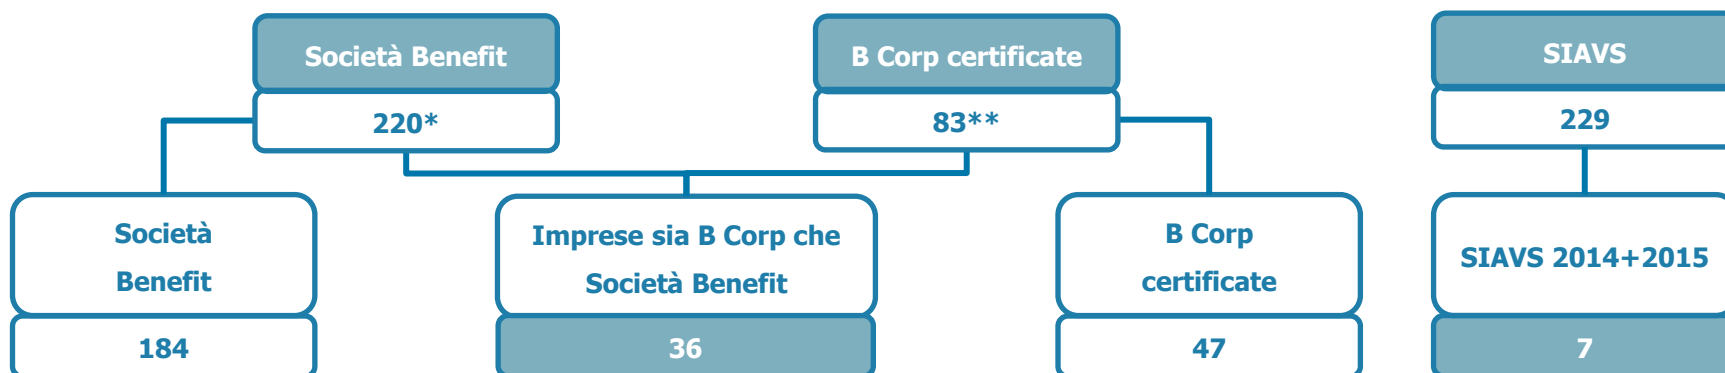 Società Benefit
220*
B Corp certificate
83**
SIAVS
229
Società
Benefit
184
Imprese sia B Corp che
Società Benefit
36
B Corp
certificate
47
SIAVS 2014+2015
7